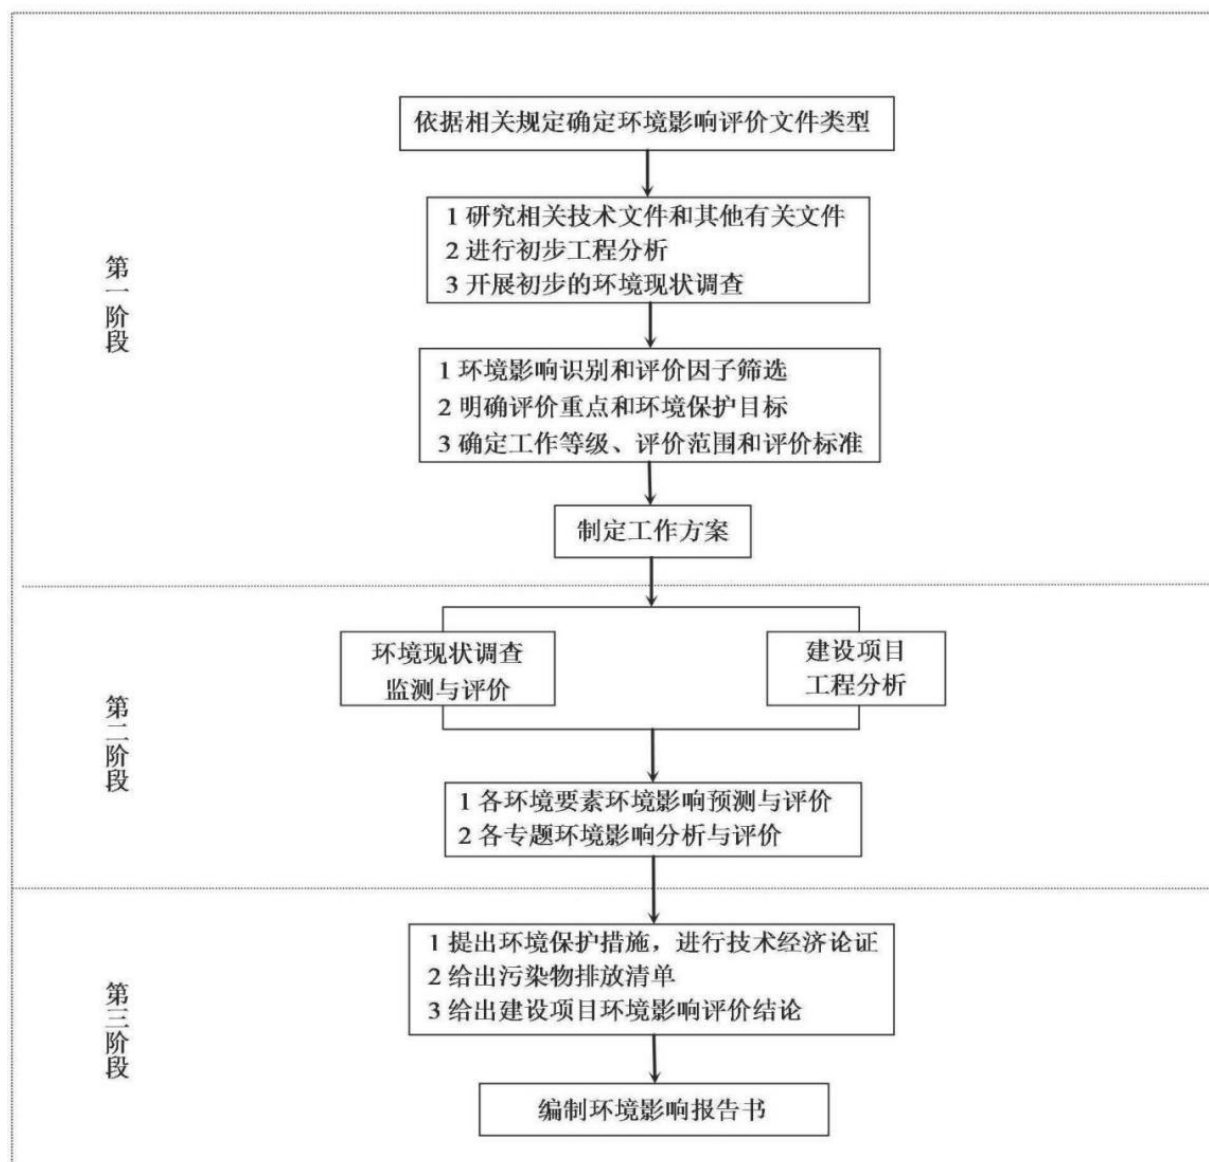 依据相关规定确定环境影响评价文件类型
1 研究相关技术文件和其他有关文件
2 进行初步工程分析
3 开展初步的环境现状调查
第一阶段
1 环境影响识别和评价因子筛选
2 明确评价重点和环境保护目标
3 确定工作等级、评价范围和评价标准
制定工作方案
环境现状调查
监测与评价
建设项目
工程分析
第二阶段
1 各环境要素环境影响预测与评价
2 各专题环境影响分析与评价
1 提出环境保护措施，进行技术经济论证
2 给出污染物排放清单
3 给出建设项目环境影响评价结论
第三阶段
编制环境影响报告书